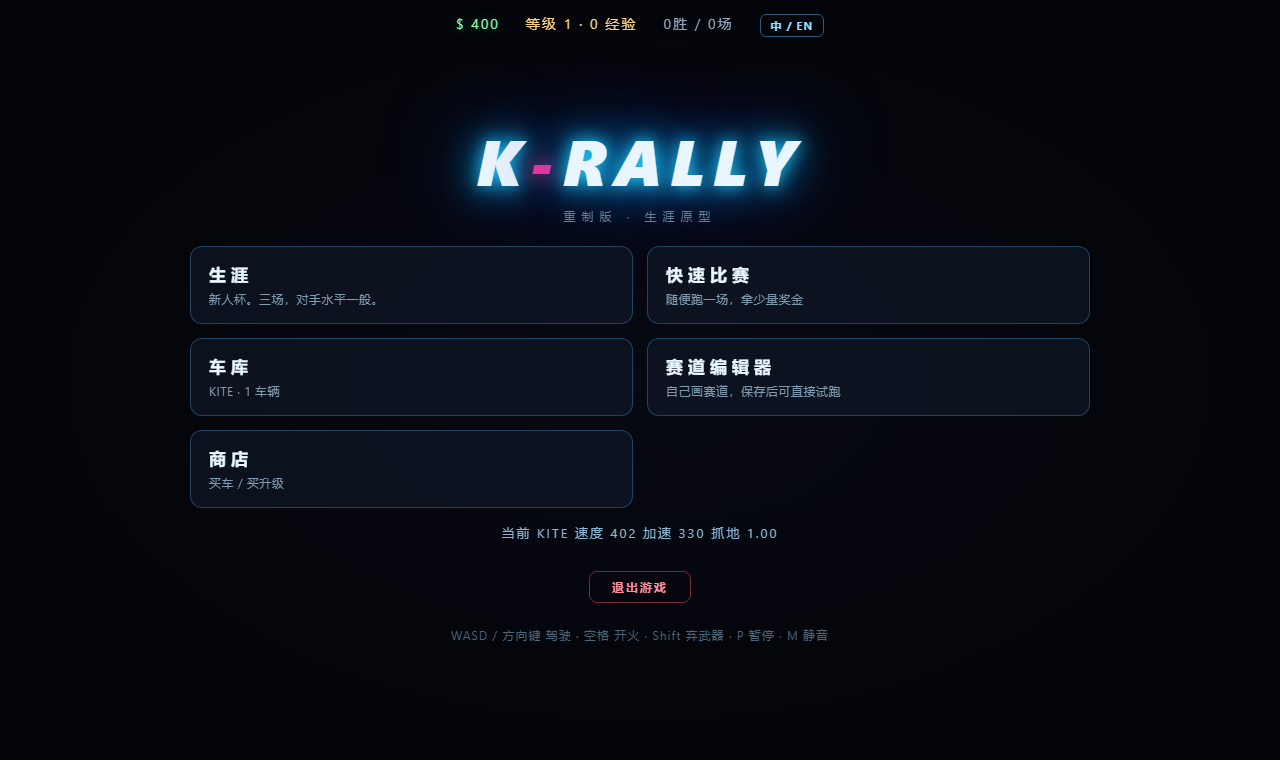 $ 400 等级 1 · 0 经验 0胜 / 0场 中 / EN
K-RALLY
重制版 · 生涯原型
生涯
新人杯。三场，对手水平一般。
快速比赛
随便跑一场，拿少量奖金
车库
KITE · 1 车辆
赛道编辑器
自己画赛道，保存后可直接试跑
商店
买车 / 买升级
当前 KITE 速度 402 加速 330 抓地 1.00
退出游戏
WASD / 方向键 驾驶 · 空格 开火 · Shift 弃武器 · P 暂停 · M 静音